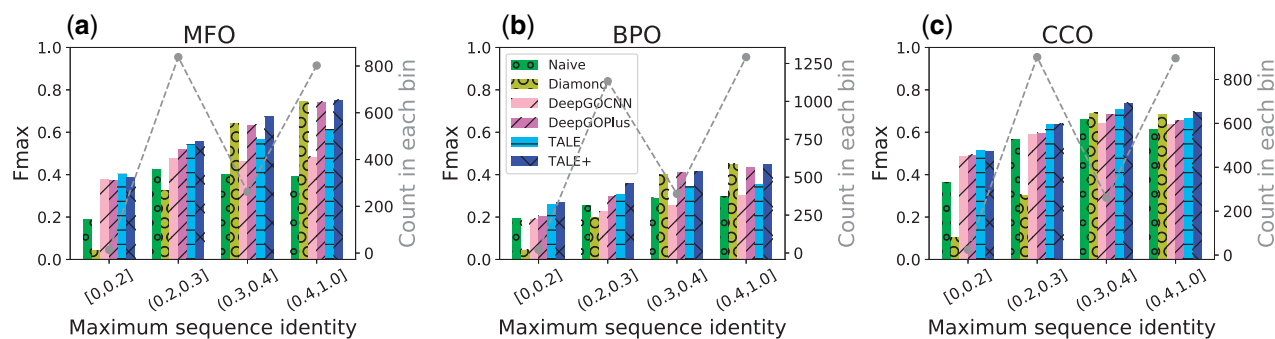 (a) MFO
Fmax
1.0
0.8
0.6
0.4
0.2
0.0
800
600
400
200
0
Count in each bin
[0,0.2]
(0.2,0.3]
(0.3,0.4]
(0.4,1.0]
Maximum sequence identity
(b) BPO
1.0
0.8
0.6
0.4
0.2
0.0
Naive
Diamond
DeepGOCNN
DeepGOPlus
TALE
TALE+
1250
1000
750
500
250
0
Count in each bin
[0,0.2]
(0.2,0.3]
(0.3,0.4]
(0.4,1.0]
Maximum sequence identity
(c) CCO
Fmax
1.0
0.8
0.6
0.4
0.2
0.0
800
600
400
200
0
Count in each bin
[0,0.2]
(0.2,0.3]
(0.3,0.4]
(0.4,1.0]
Maximum sequence identity